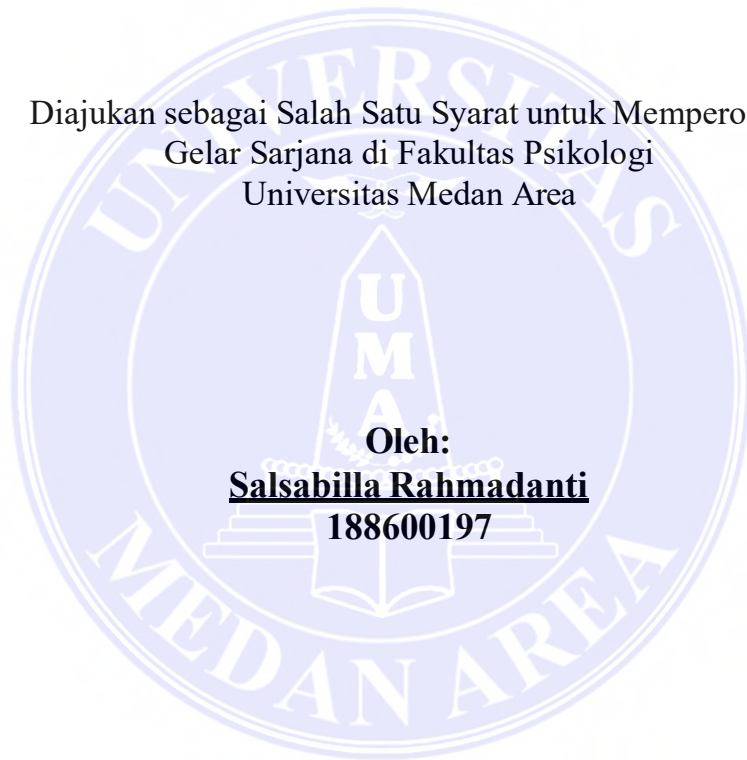 Diajukan sebagai Salah Satu Syarat untuk Mempero
Gelar Sarjana di Fakultas Psikologi
Universitas Medan Area
UNIVERSITAS
UMA
Oleh:
Salsabilla Rahmadanti
188600197
MEDAN AREA